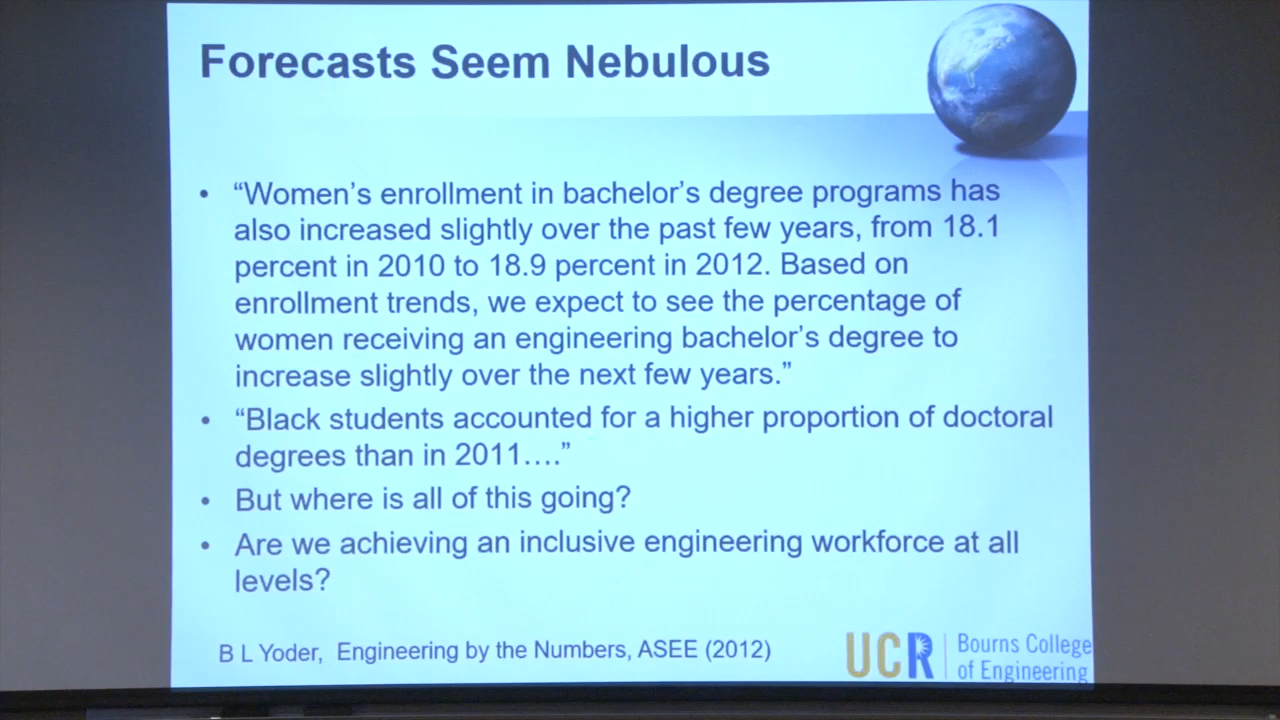 Forecasts Seem Nebulous
• “Women’s enrollment in bachelor’s degree programs has
also increased slightly over the past few years, from 18.1
percent in 2010 to 18.9 percent in 2012. Based on
enrollment trends, we expect to see the percentage of
women receiving an engineering bachelor’s degree to
increase slightly over the next few years.”
• “Black students accounted for a higher proportion of doctoral
degrees than in 2011….”
• But where is all of this going?
• Are we achieving an inclusive engineering workforce at all
levels?
B L Yoder, Engineering by the Numbers, ASEE (2012)
UCR Bourns College
of Engineering